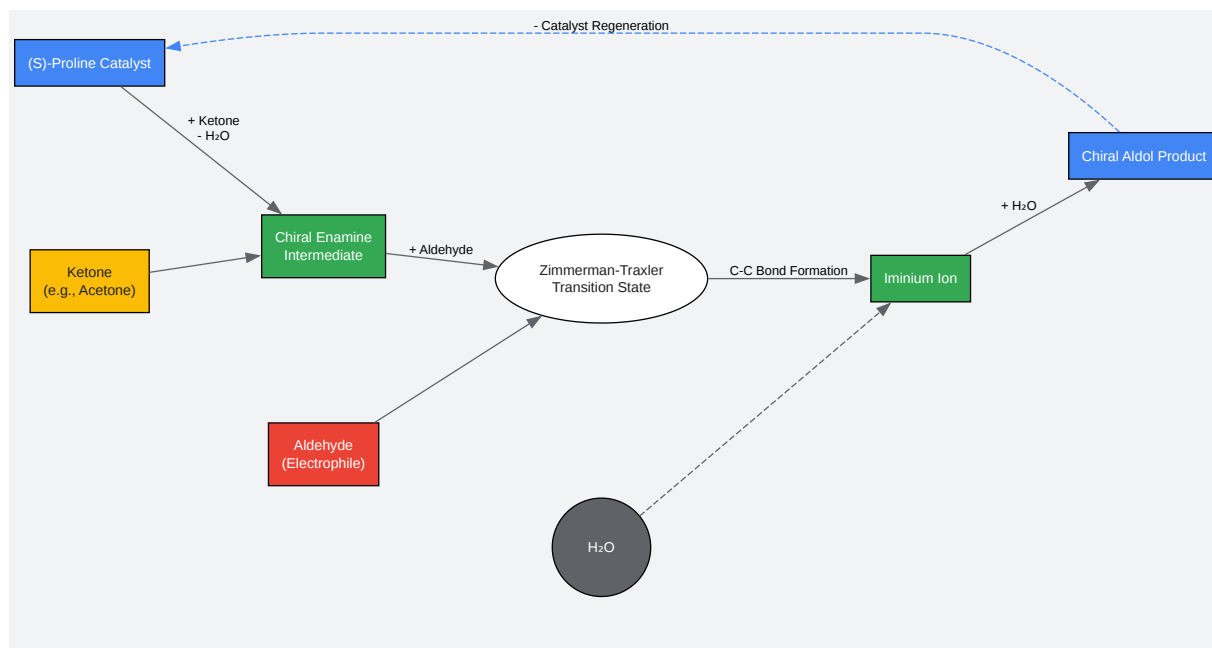 - Catalyst Regeneration
(S)-Proline Catalyst
+ Ketone
- H₂O
Chiral Aldol Product
+ H₂O
Chiral Enamine
Intermediate
+ Aldehyde
Zimmerman-Traxler
Transition State
C-C Bond Formation
Iminium Ion
Ketone
(e.g., Acetone)
Aldehyde
(Electrophile)
H₂O